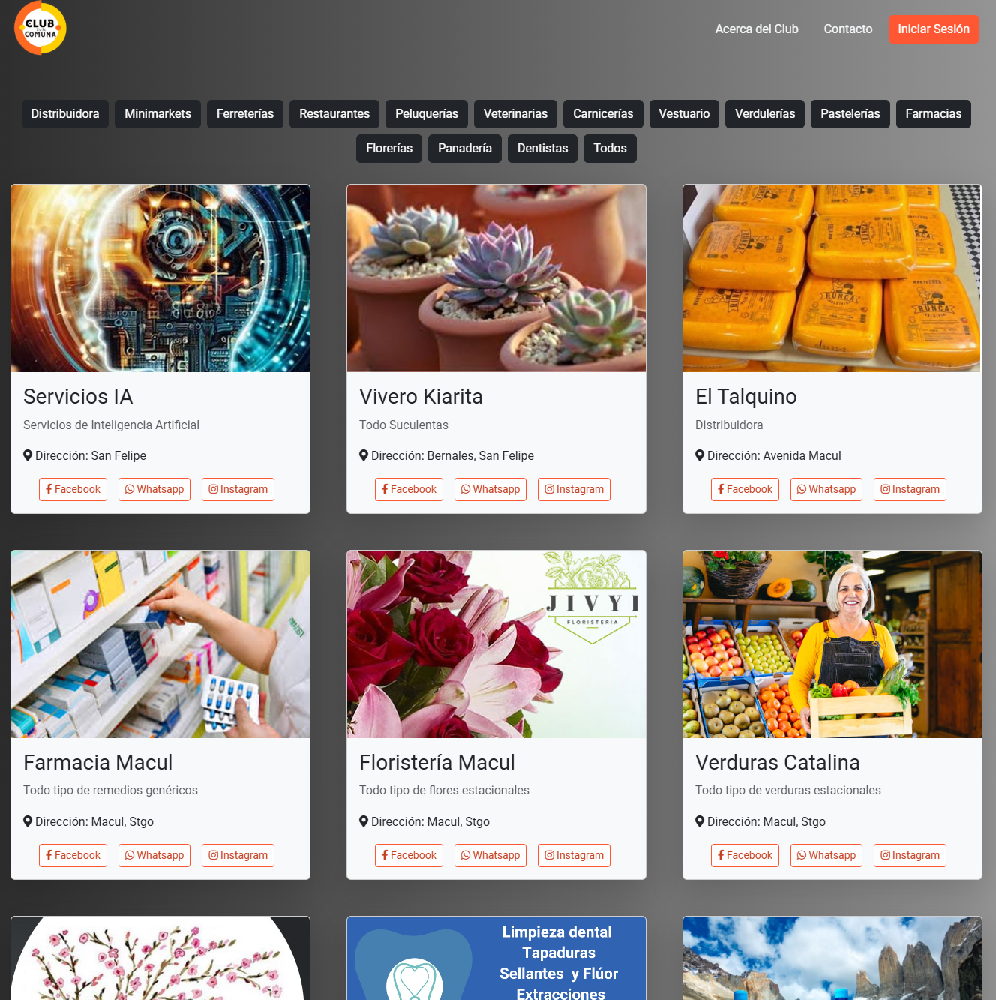 CLUB
COMUNA
Acerca del Club
Contacto
Iniciar Sesión
Distribuidora
Minimarkets
Ferreterías
Restaurantes
Peluquerías
Veterinarias
Carnicerías
Vestuario
Verdulerías
Pastelerías
Farmacias
Florerías
Panadería
Dentistas
Todos
RUNCA
RUNCA
Servicios IA
Servicios de Inteligencia Artificial
Dirección: San Felipe
Facebook
Whatsapp
Instagram
Vivero Kiarita
Todo Suculentas
Dirección: Bernales, San Felipe
Facebook
Whatsapp
Instagram
El Talquino
Distribuidora
Dirección: Avenida Macul
Facebook
Whatsapp
Instagram
JIVYI
FLORISTERÍA
Farmacia Macul
Todo tipo de remedios genéricos
Dirección: Macul, Stgo
Facebook
Whatsapp
Instagram
Floristería Macul
Todo tipo de flores estacionales
Dirección: Macul, Stgo
Facebook
Whatsapp
Instagram
Verduras Catalina
Todo tipo de verduras estacionales
Dirección: Macul, Stgo
Facebook
Whatsapp
Instagram
Limpieza dental
Tapaduras
Sellantes y Flúor
Extracciones